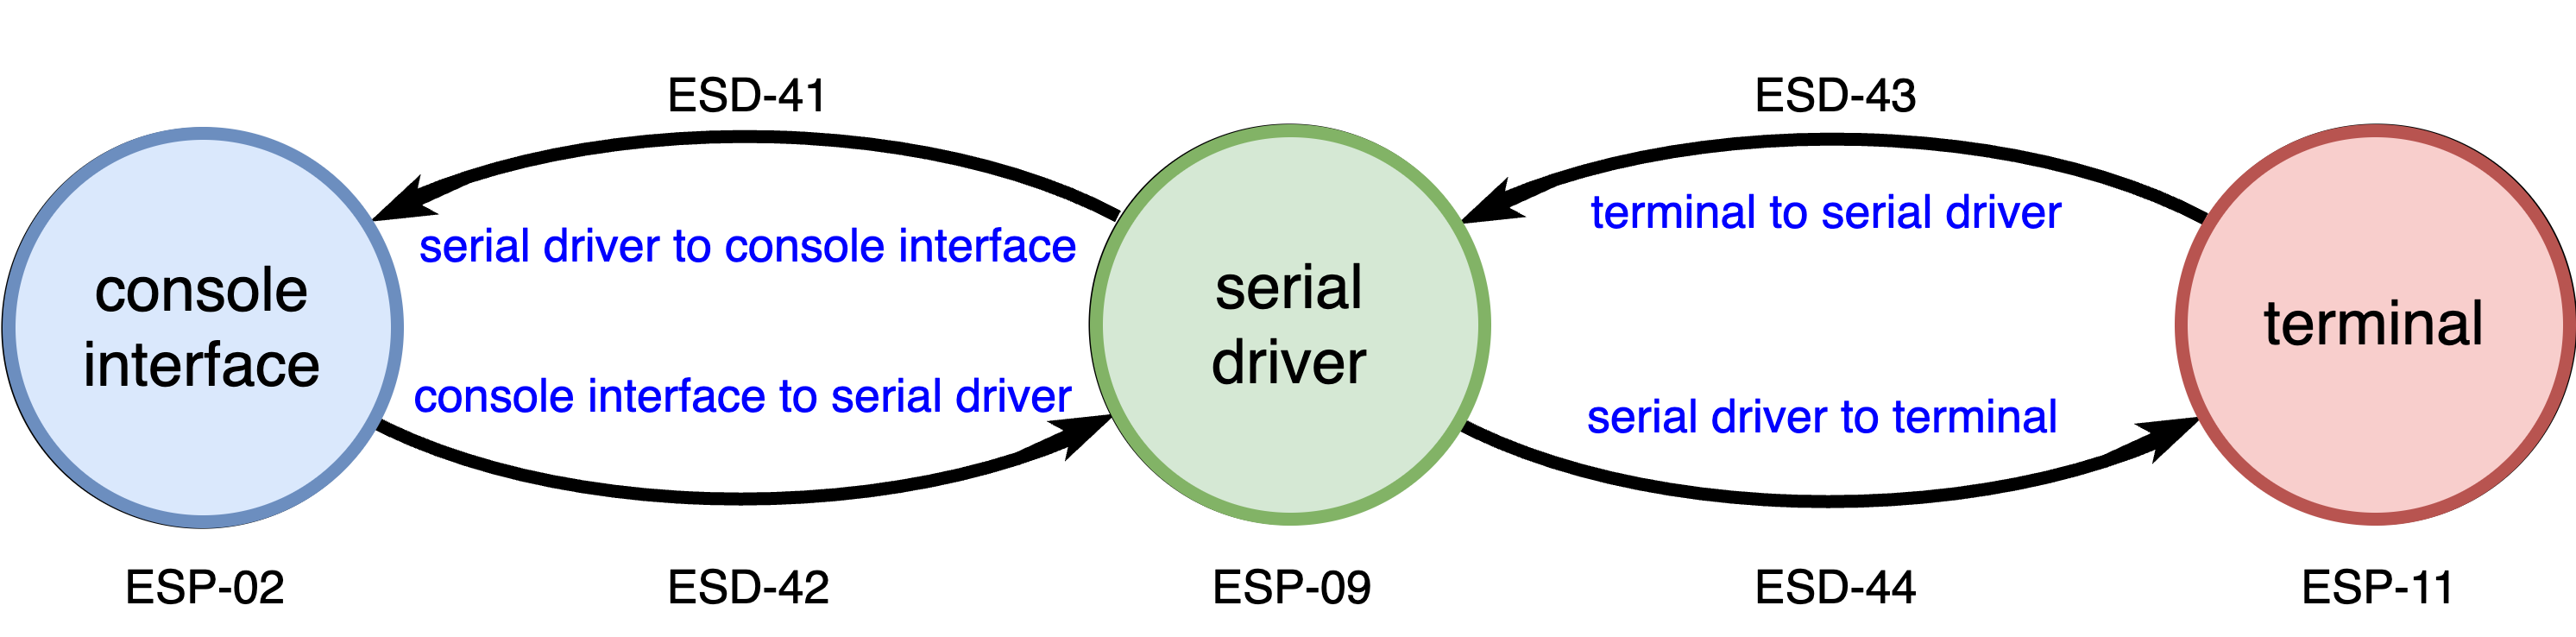 ESD-41
ESD-43
serial driver to console interface
terminal to serial driver
console
interface
serial
driver
terminal
console interface to serial driver
serial driver to terminal
ESP-02
ESD-42
ESP-09
ESD-44
ESP-11